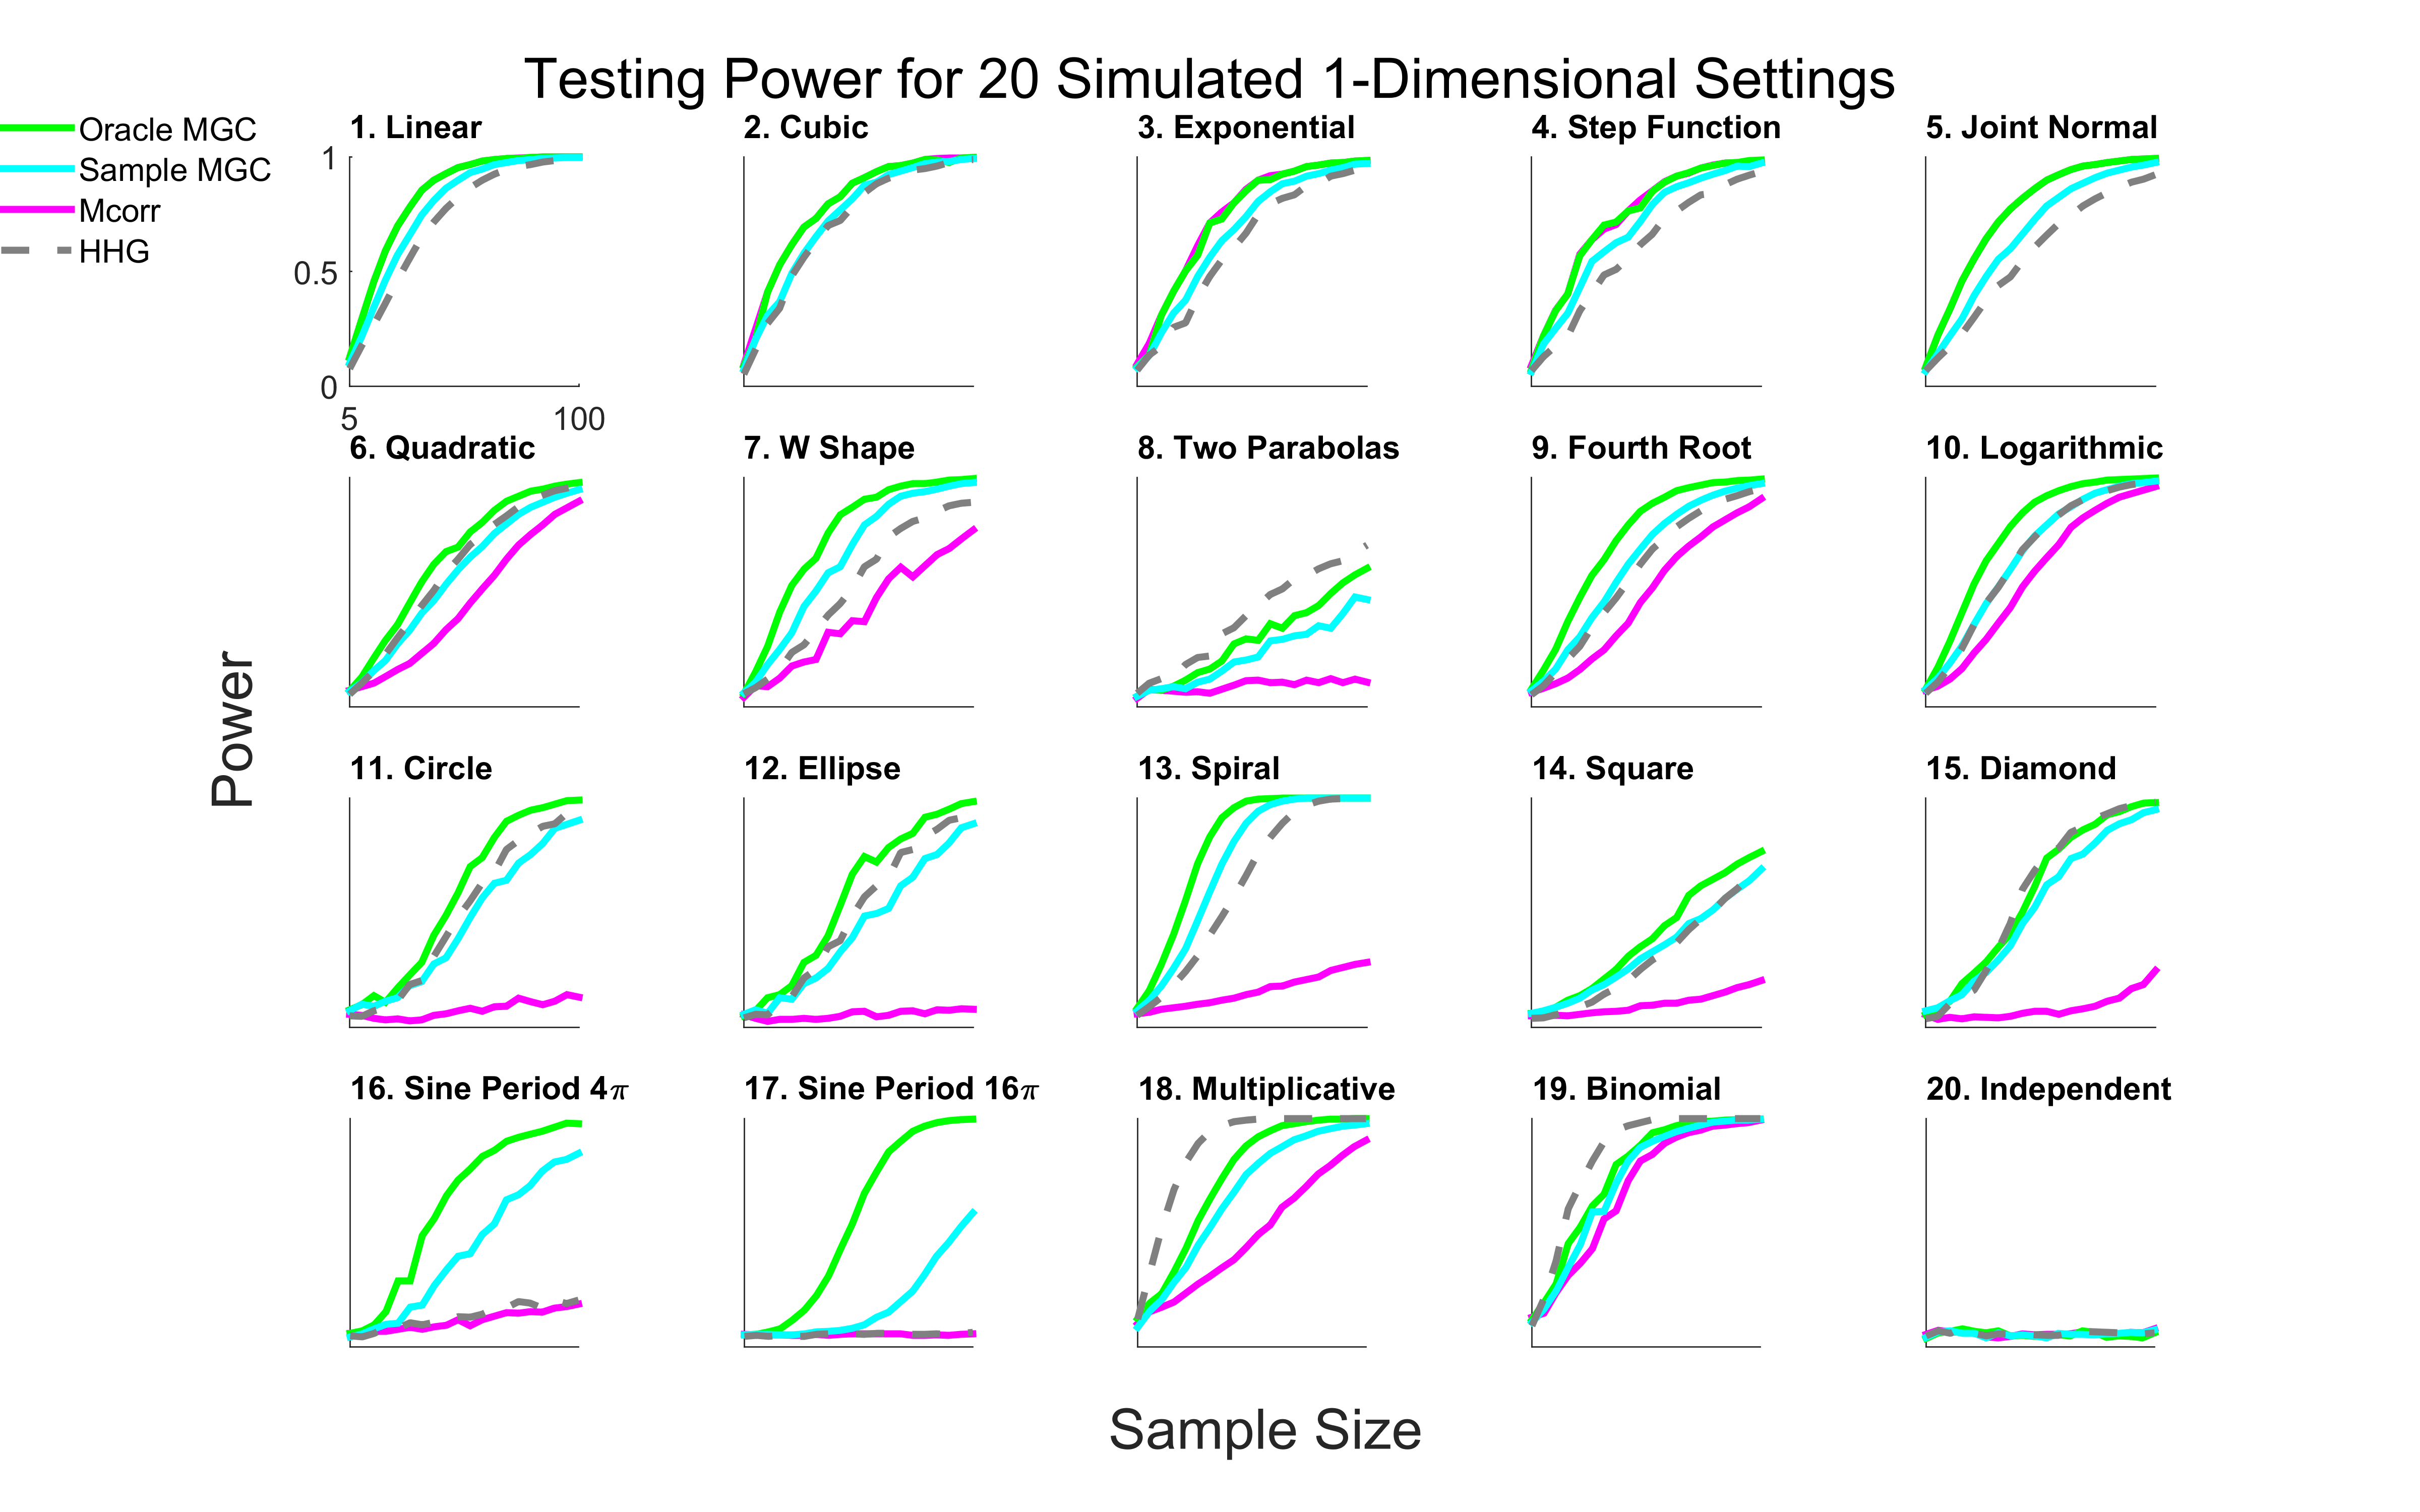 Testing Power for 20 Simulated 1-Dimensional Settings
Oracle MGC
Sample MGC
Mcorr
HHG
1. Linear
2. Cubic
3. Exponential
4. Step Function
5. Joint Normal
1
0.5
0
5
100
6. Quadratic
7. W Shape
8. Two Parabolas
9. Fourth Root
10. Logarithmic
Power
11. Circle
12. Ellipse
13. Spiral
14. Square
15. Diamond
16. Sine Period 4π
17. Sine Period 16π
18. Multiplicative
19. Binomial
20. Independent
Sample Size